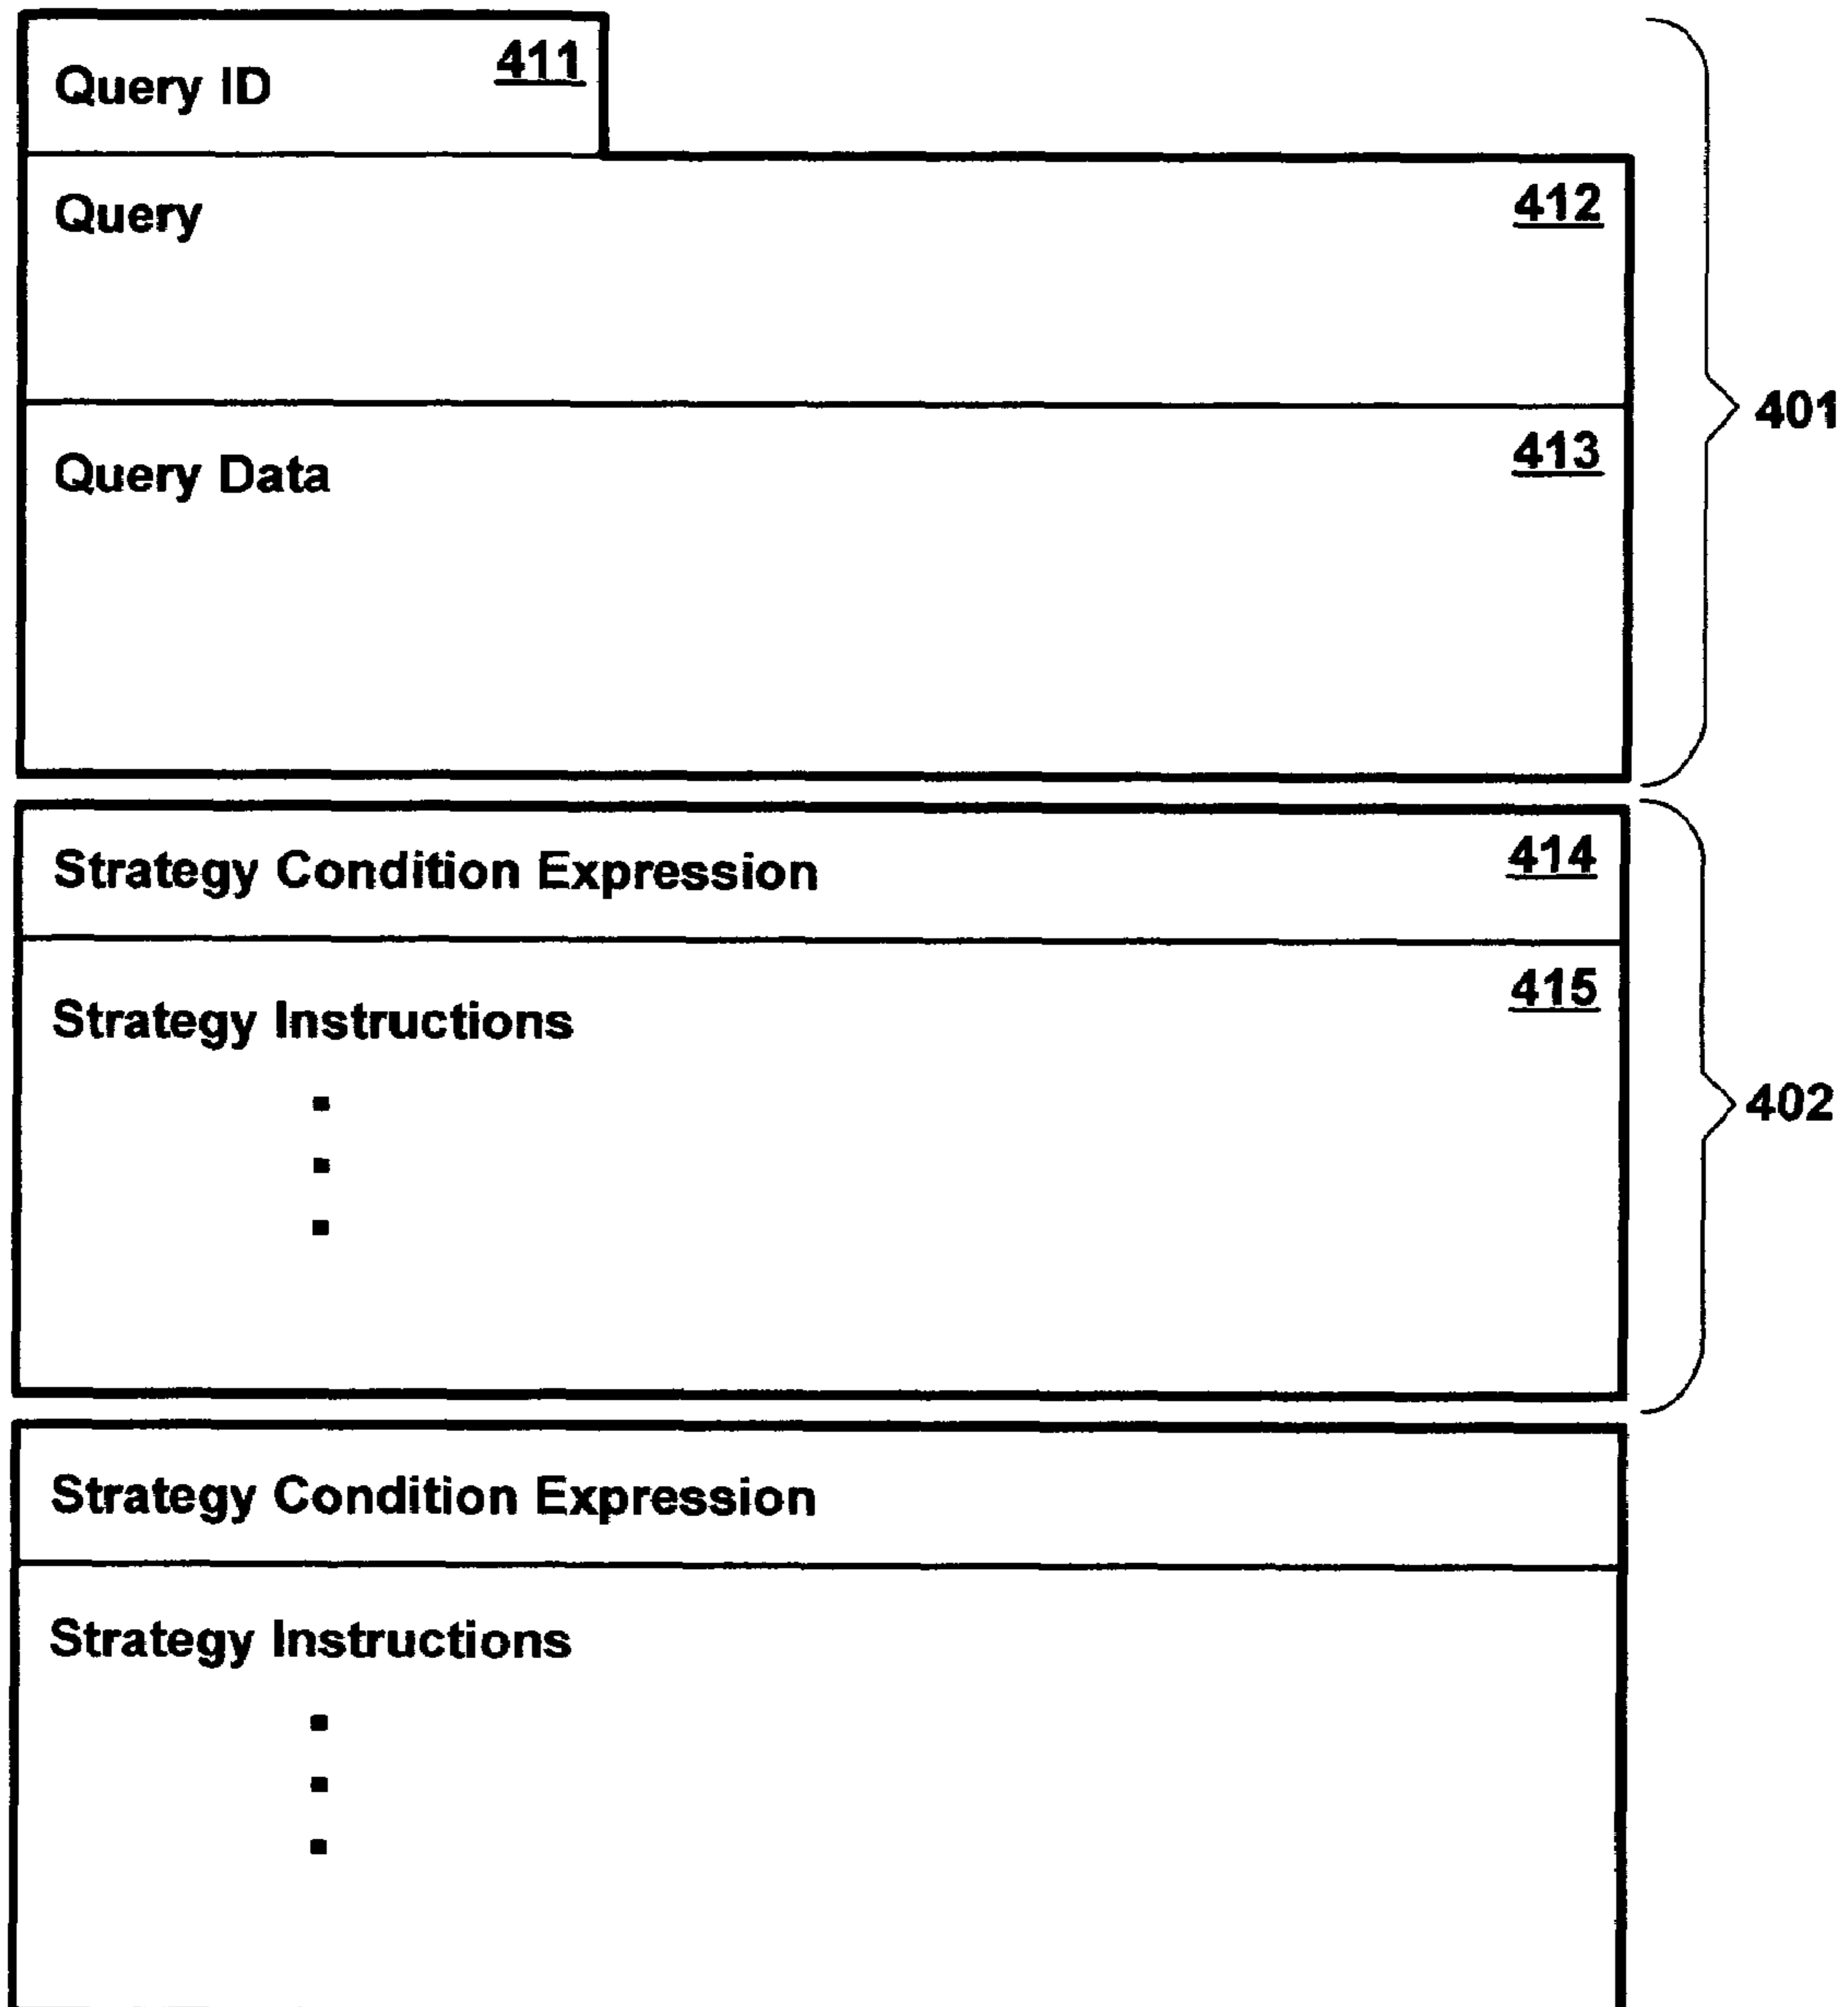 Query ID 411
Query 412
401
Query Data 413
Strategy Condition Expression 414
Strategy Instructions 415
402
Strategy Condition Expression
Strategy Instructions